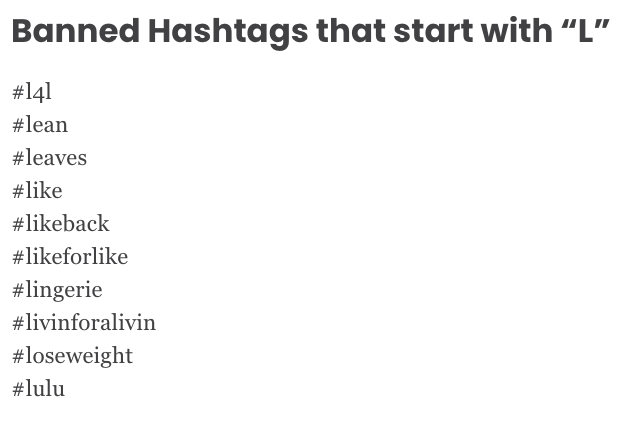 Banned Hashtags that start with “L”
#l4l
#lean
#leaves
#like
#likeback
#likeforlike
#lingerie
#livinforalivin
#loseweight
#lulu